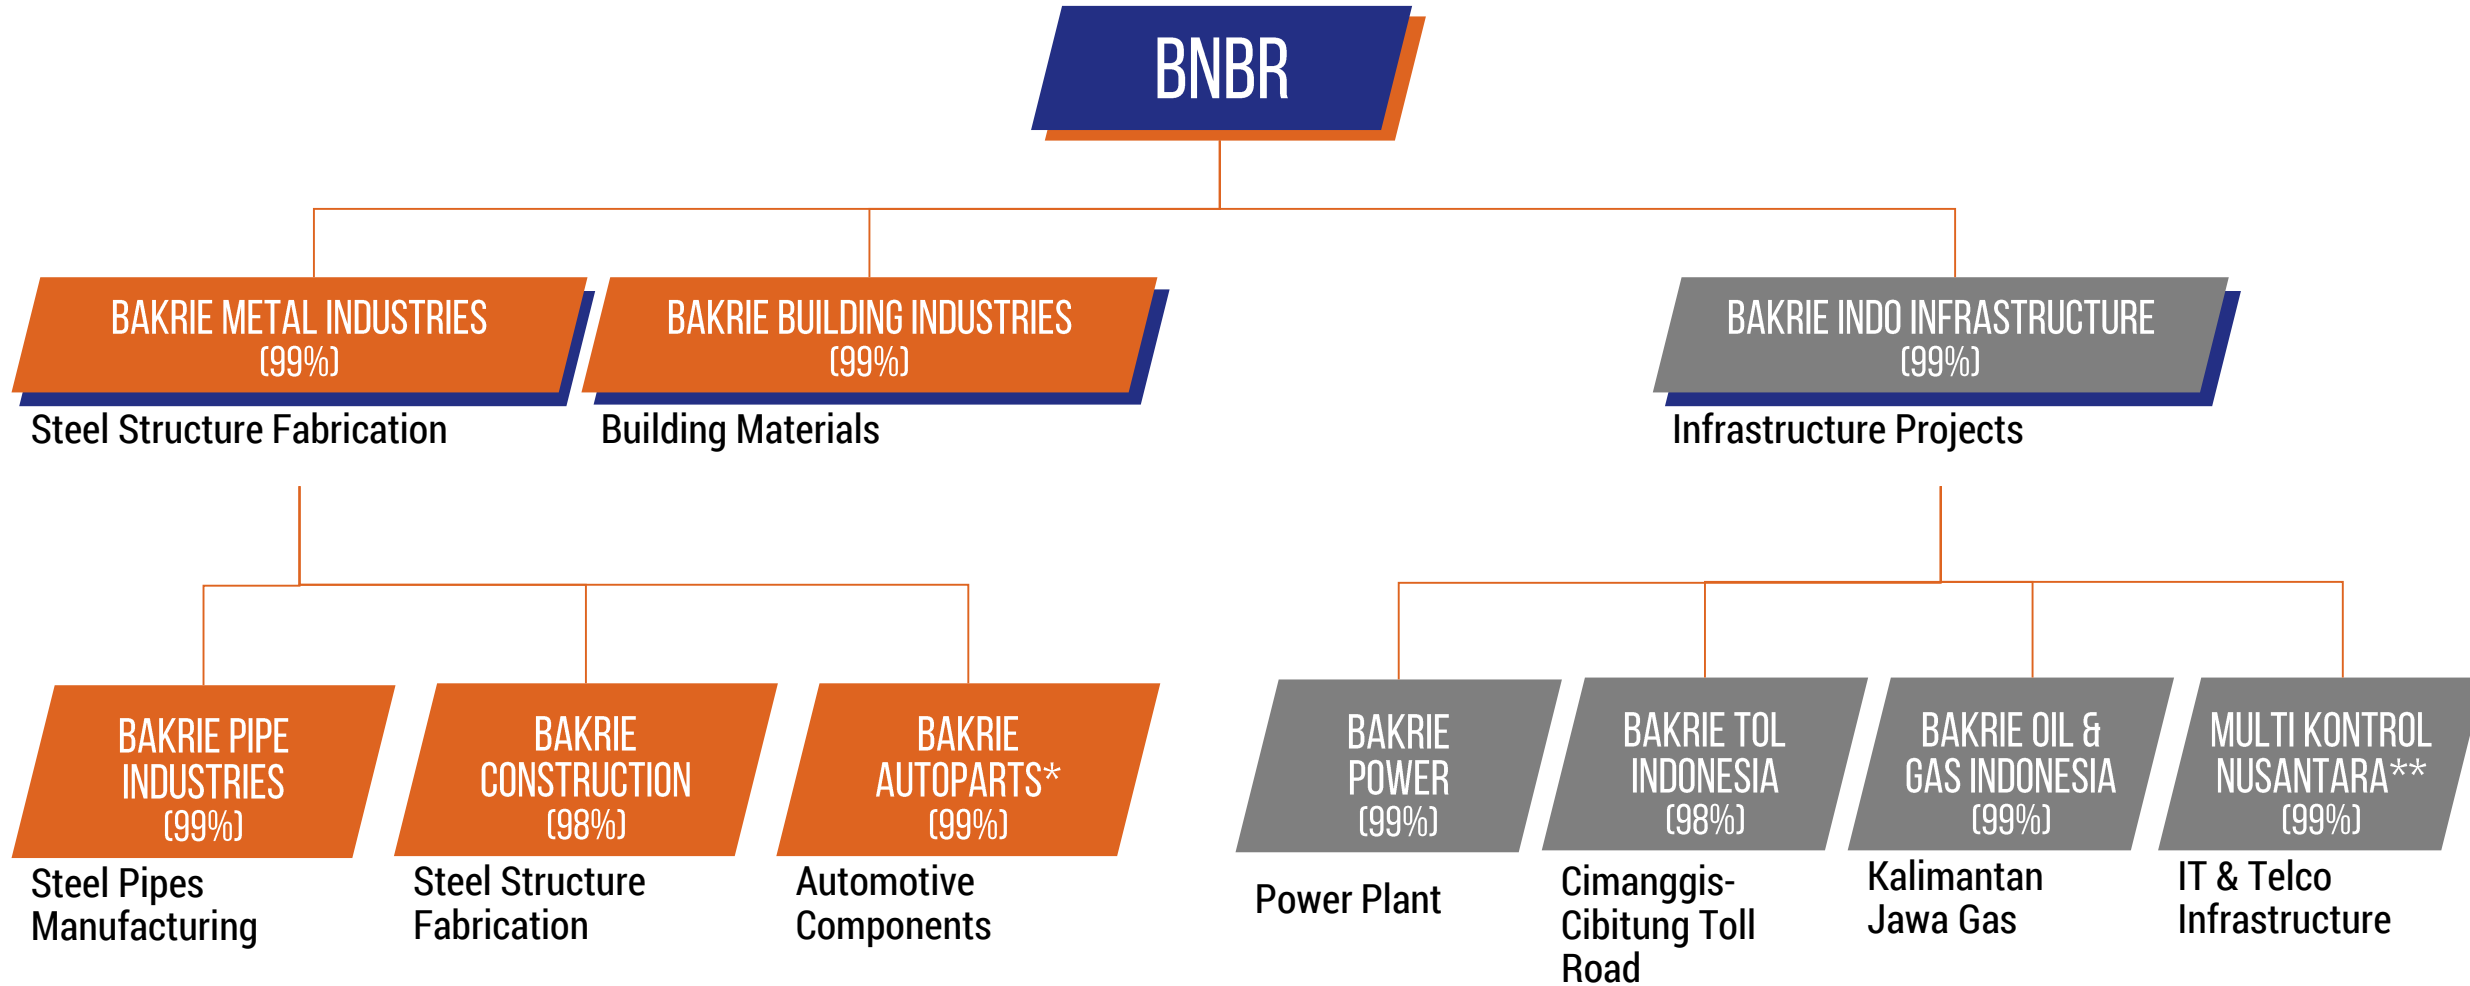 BNBR
BAKRIE METAL INDUSTRIES
(99%)
Steel Structure Fabrication
BAKRIE BUILDING INDUSTRIES
(99%)
Building Materials
BAKRIE INDO INFRASTRUCTURE
(99%)
Infrastructure Projects
BAKRIE PIPE
INDUSTRIES
(99%)
Steel Pipes
Manufacturing
BAKRIE
CONSTRUCTION
(98%)
Steel Structure
Fabrication
BAKRIE
AUTOPARTS*
(99%)
Automotive
Components
BAKRIE
POWER
(99%)
Power Plant
BAKRIE TOL
INDONESIA
(98%)
Cimanggis-
Cibitung Toll
Road
BAKRIE OIL &
GAS INDONESIA
(99%)
Kalimantan
Jawa Gas
MULTI KONTROL
NUSANTARA**
(99%)
IT & Telco
Infrastructure